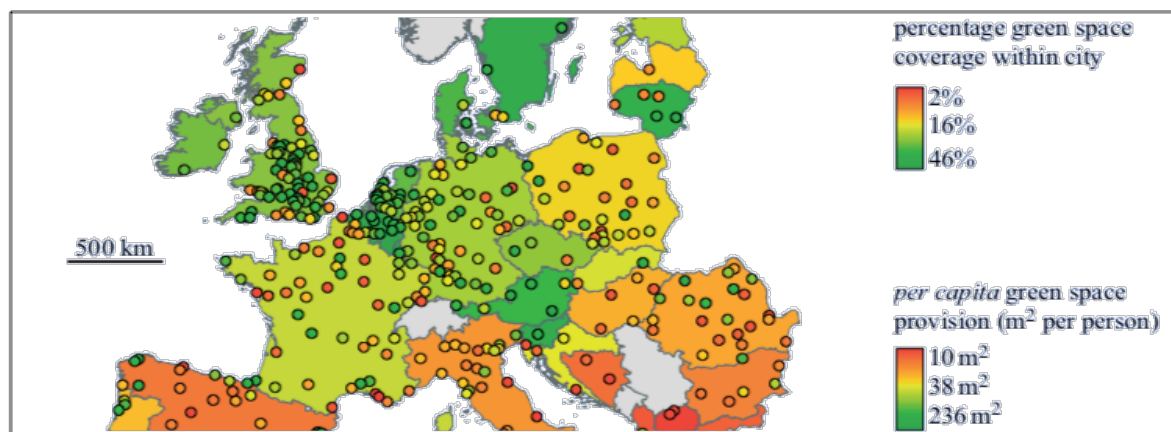 percentage green space
coverage within city
2%
16%
46%
500 km
per capita green space
provision (m² per person)
10 m²
38 m²
236 m²